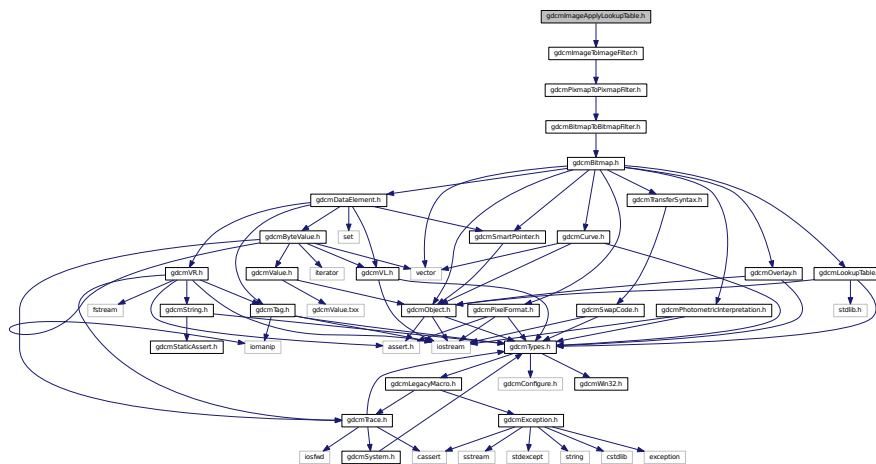 gdcmImageApplyLookupTable.h
gdcmImageToImageFilter.h
gdcmPixmapToPixmapFilter.h
gdcmBitmapToBitmapFilter.h
gdcmBitmap.h
gdcmDataElement.h
gdcmTransferSyntax.h
gdcmByteValue.h
set
gdcmSmartPointer.h
gdcmCurve.h
gdcmVR.h
gdcmValue.h
iterator
gdcmVL.h
vector
gdcmOverlay.h
gdcmLookupTable.
fstream
gdcmString.h
gdcmTag.h
gdcmValue.txx
gdcmObject.h
gdcmPixelFormat.h
gdcmSwapCode.h
gdcmPhotometricInterpretation.h
stdlib.h
gdcmStaticAssert.h
iomanip
assert.h
iostream
gdcmTypes.h
gdcmLegacyMacro.h
gdcmConfigure.h
gdcmWin32.h
gdcmTrace.h
gdcmException.h
iosfwd
gdcmSystem.h
cassert
sstream
stdexcept
string
cstdlib
exception